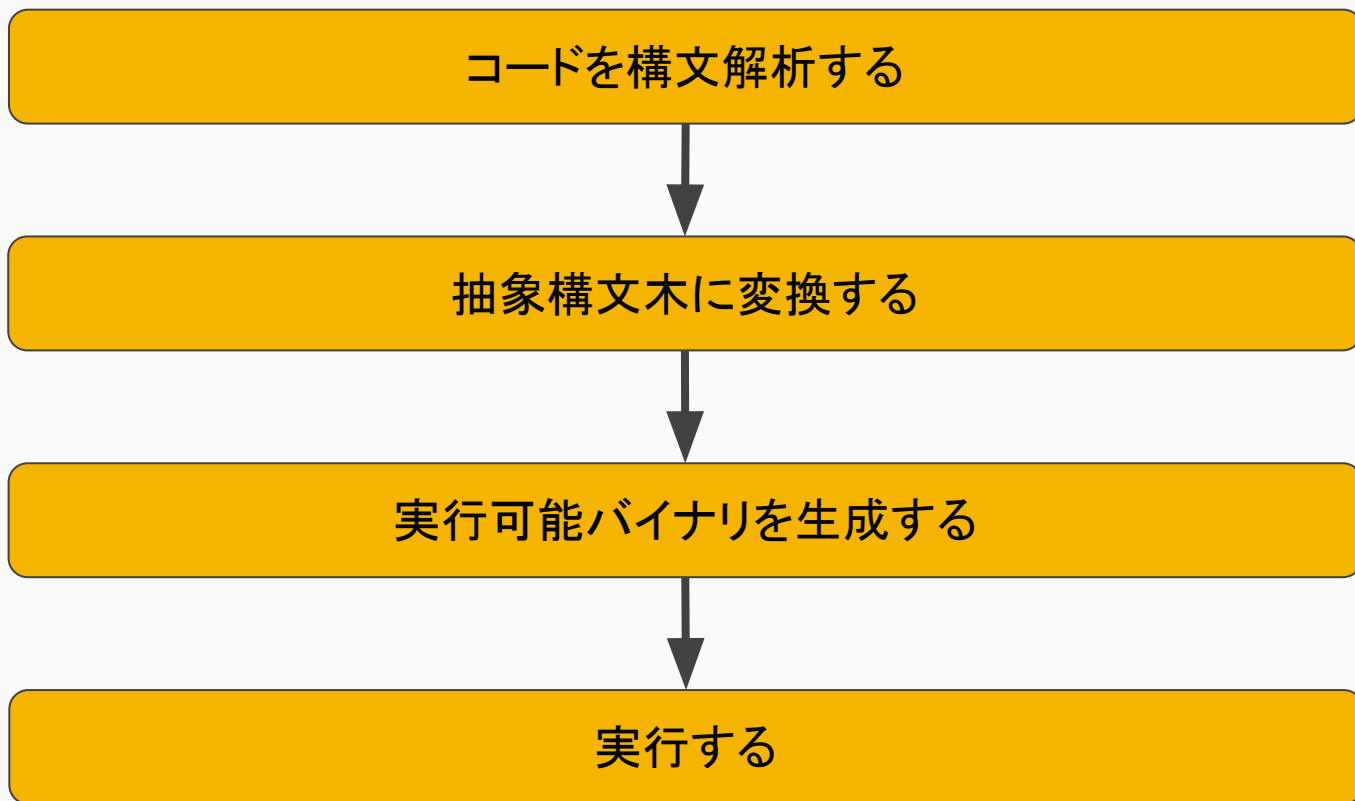 コードを構文解析する
抽象構文木に変換する
実行可能バイナリを生成する
実行する